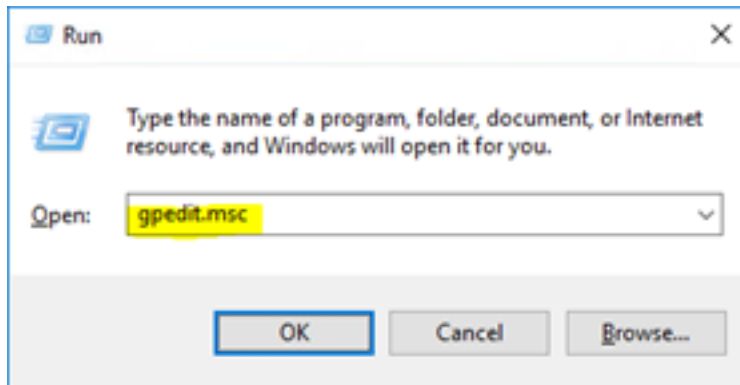 Run
Type the name of a program, folder, document, or Internet
resource, and Windows will open it for you.
Open: gpedit.msc
OK Cancel Browse...